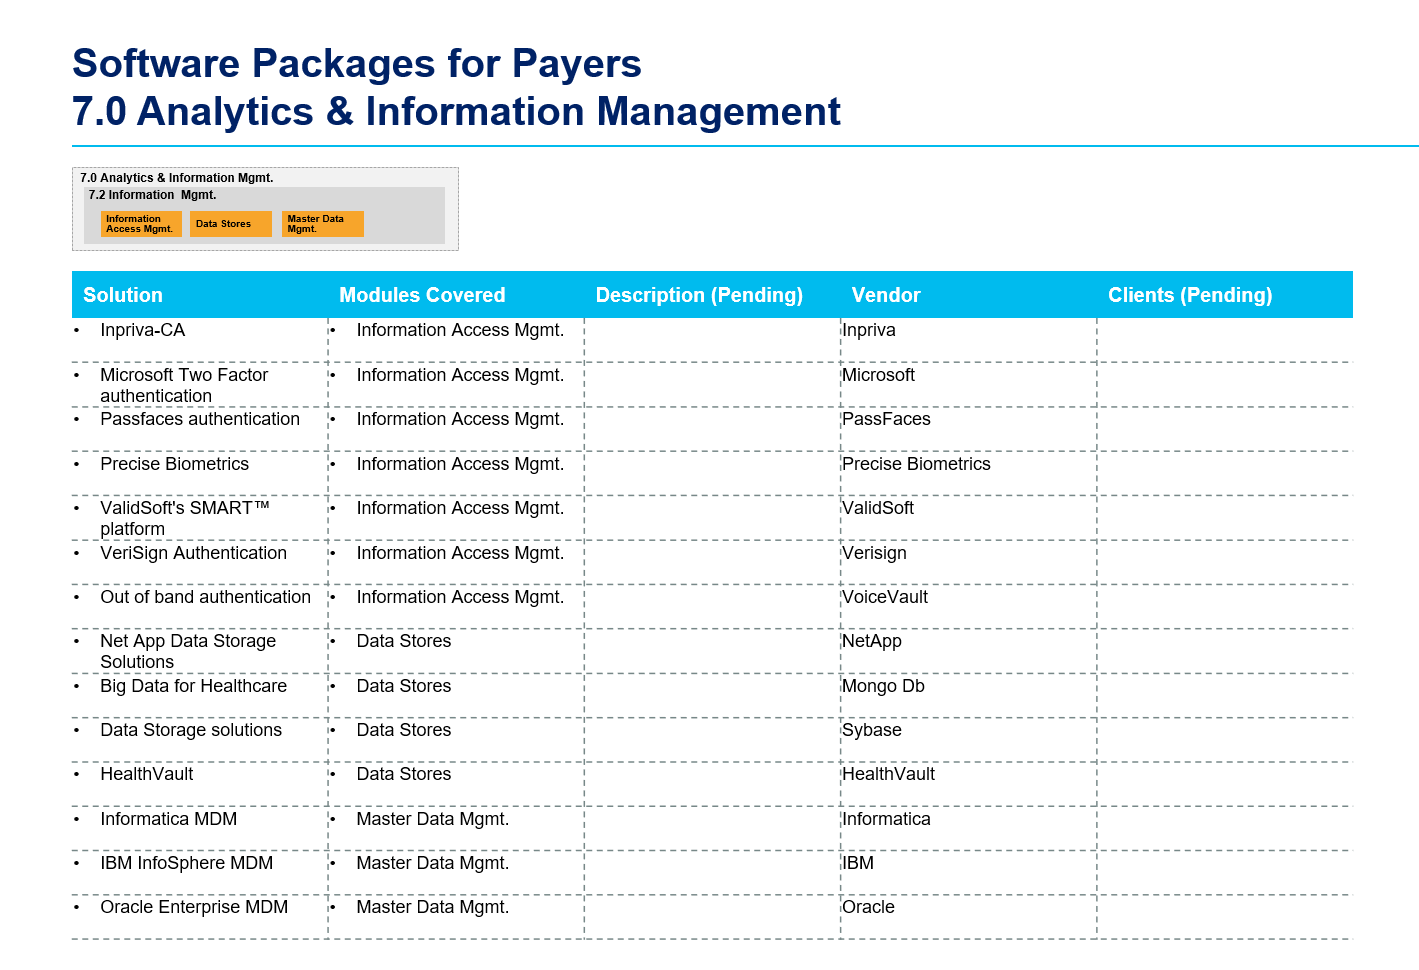 Software Packages for Payers
7.0 Analytics & Information Management
7.0 Analytics & Information Mgmt.
7.2 Information Mgmt.
Information
Access Mgmt.
Data Stores
Master Data
Mgmt.
Solution Modules Covered Description (Pending) Vendor Clients (Pending)
• Inpriva-CA • Information Access Mgmt. Inpriva
• Microsoft Two Factor • Information Access Mgmt. Microsoft
authentication
• Passfaces authentication • Information Access Mgmt. PassFaces
• Precise Biometrics • Information Access Mgmt. Precise Biometrics
• ValidSoft's SMART™ • Information Access Mgmt. ValidSoft
platform
• VeriSign Authentication • Information Access Mgmt. Verisign
• Out of band authentication • Information Access Mgmt. VoiceVault
• Net App Data Storage • Data Stores NetApp
Solutions
• Big Data for Healthcare • Data Stores Mongo Db
• Data Storage solutions • Data Stores Sybase
• HealthVault • Data Stores HealthVault
• Informatica MDM • Master Data Mgmt. Informatica
• IBM InfoSphere MDM • Master Data Mgmt. IBM
• Oracle Enterprise MDM • Master Data Mgmt. Oracle